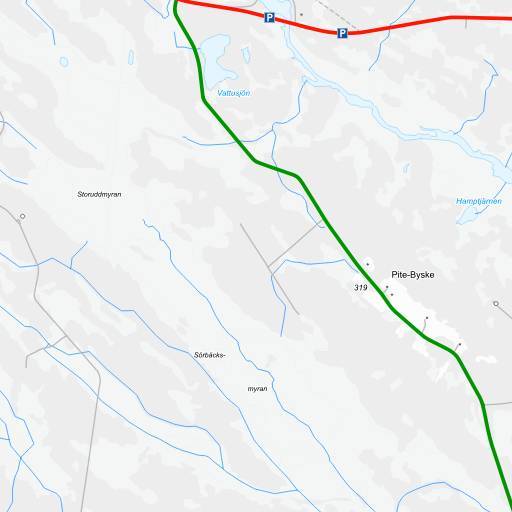 P
P
Vattusjön
Storuddmyran
Hamptjärnen
Pite-Byske
319
Sörbäcks-
myran